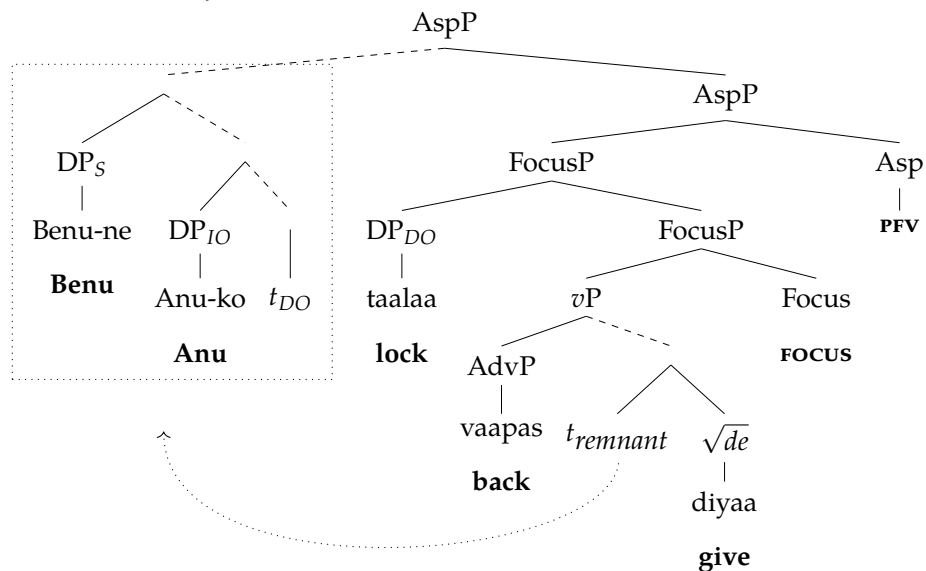 AspP
AspP
DP_S FocusP Asp
Benu-ne DP_IO DP_DO FocusP PFV
Benu Anu-ko t_DO taalaa vP Focus
Anu lock AdvP FOCUS
vaapas t_remnant √de
back diyaa
give